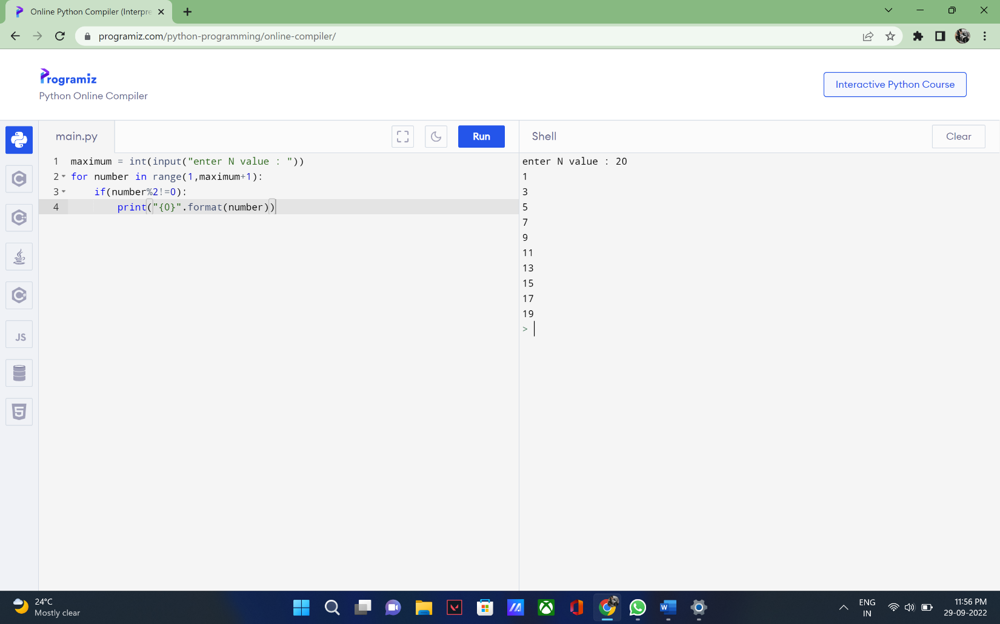 Online Python Compiler (Interpre
programiz.com/python-programming/online-compiler/
Programiz
Python Online Compiler
Interactive Python Course
main.py
Run
Shell
Clear
1 maximum = int(input("enter N value : "))
2 for number in range(1,maximum+1):
3 if(number%2!=0):
4 print("{0}".format(number))
enter N value : 20
1
3
5
7
9
11
13
15
17
19
>
JS
24°C
Mostly clear
ENG
IN
11:56 PM
29-09-2022